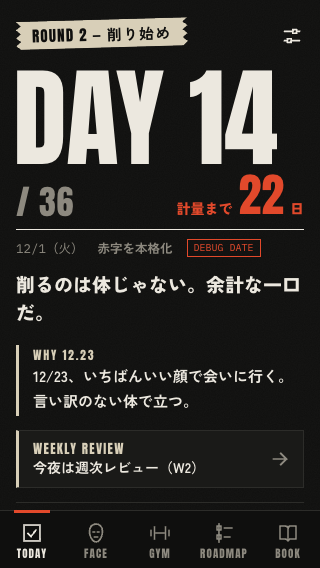 ROUND 2 – 削り始め
DAY 14
/ 36
計量まで 22 日
12/1（火） 赤字を本格化 DEBUG DATE
削るのは体じゃない。余計な一口
だ。
WHY 12.23
12/23、いちばんいい顔で会いに行く。
言い訳のない体で立つ。
WEEKLY REVIEW
今夜は週次レビュー（W2）
TODAY FACE GYM ROADMAP BOOK